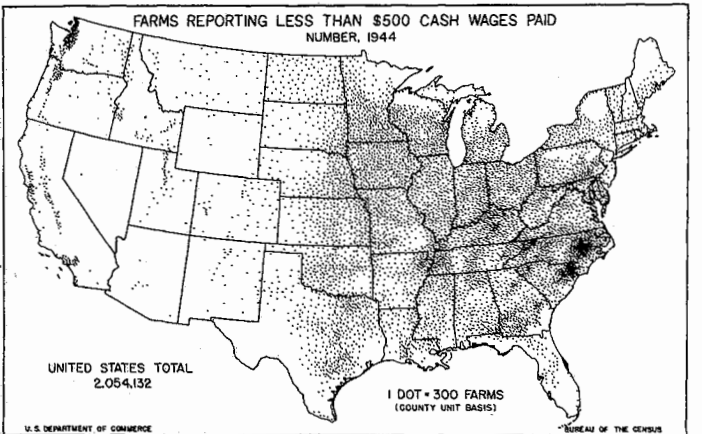 FARMS REPORTING LESS THAN $500 CASH WAGES PAID
NUMBER, 1944
UNITED STATES TOTAL
2,054,132
1 DOT = 300 FARMS
(COUNTY UNIT BASIS)
U. S. DEPARTMENT OF COMMERCE
BUREAU OF THE CENSUS